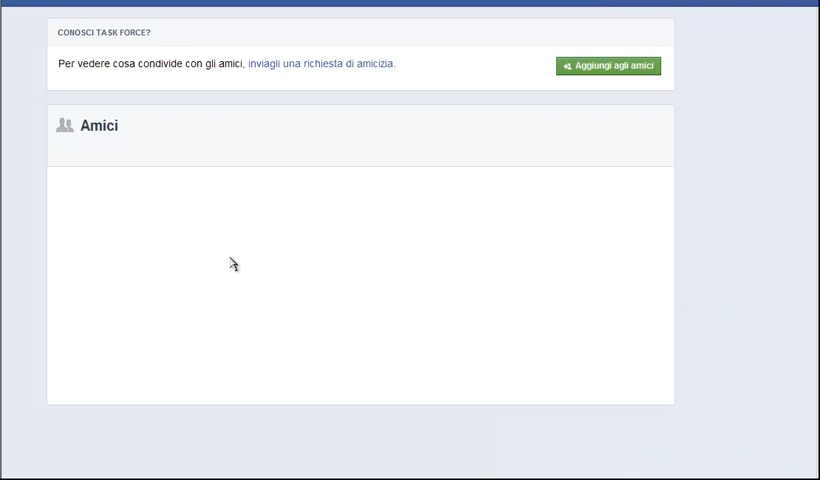 CONOSCI TASK FORCE?
Per vedere cosa condivide con gli amici, inviagli una richiesta di amicizia.
Aggiungi agli amici
Amici